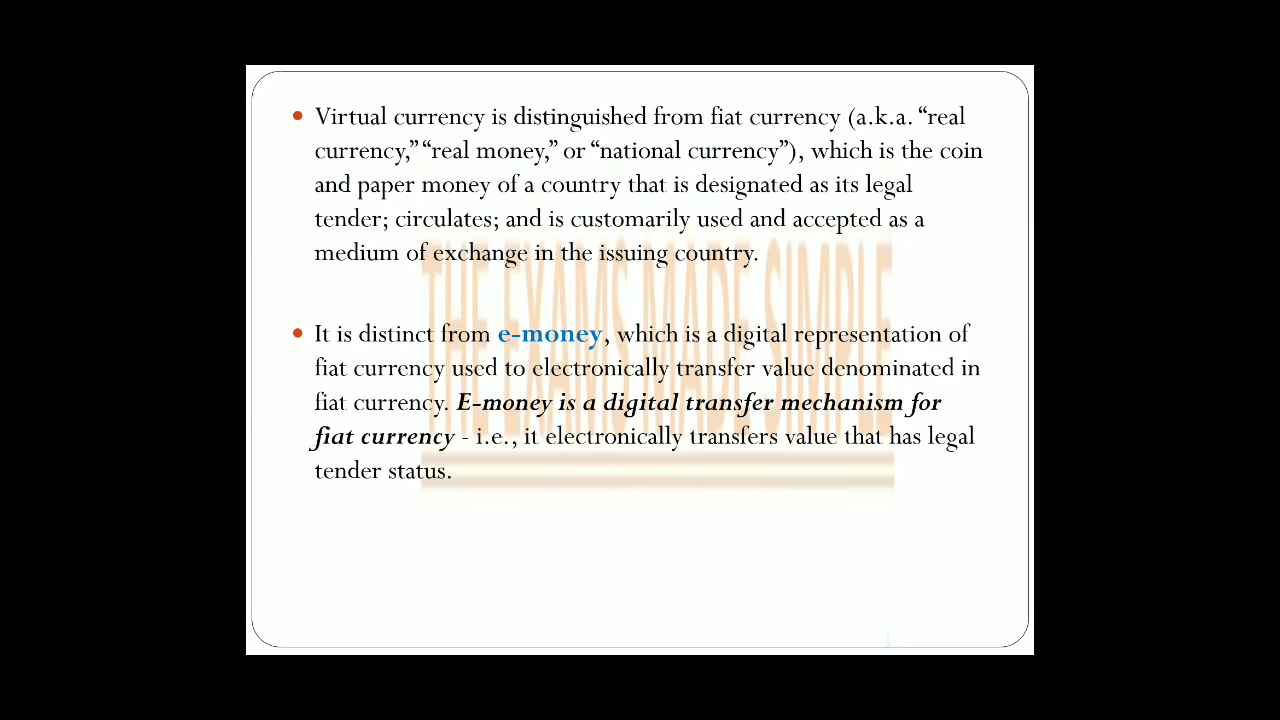 Virtual currency is distinguished from fiat currency (a.k.a. “real
currency,” “real money,” or “national currency”), which is the coin
and paper money of a country that is designated as its legal
tender; circulates; and is customarily used and accepted as a
medium of exchange in the issuing country.
It is distinct from e-money, which is a digital representation of
fiat currency used to electronically transfer value denominated in
fiat currency. E-money is a digital transfer mechanism for
fiat currency - i.e., it electronically transfers value that has legal
tender status.
THE EXAMS MADE SIMPLE